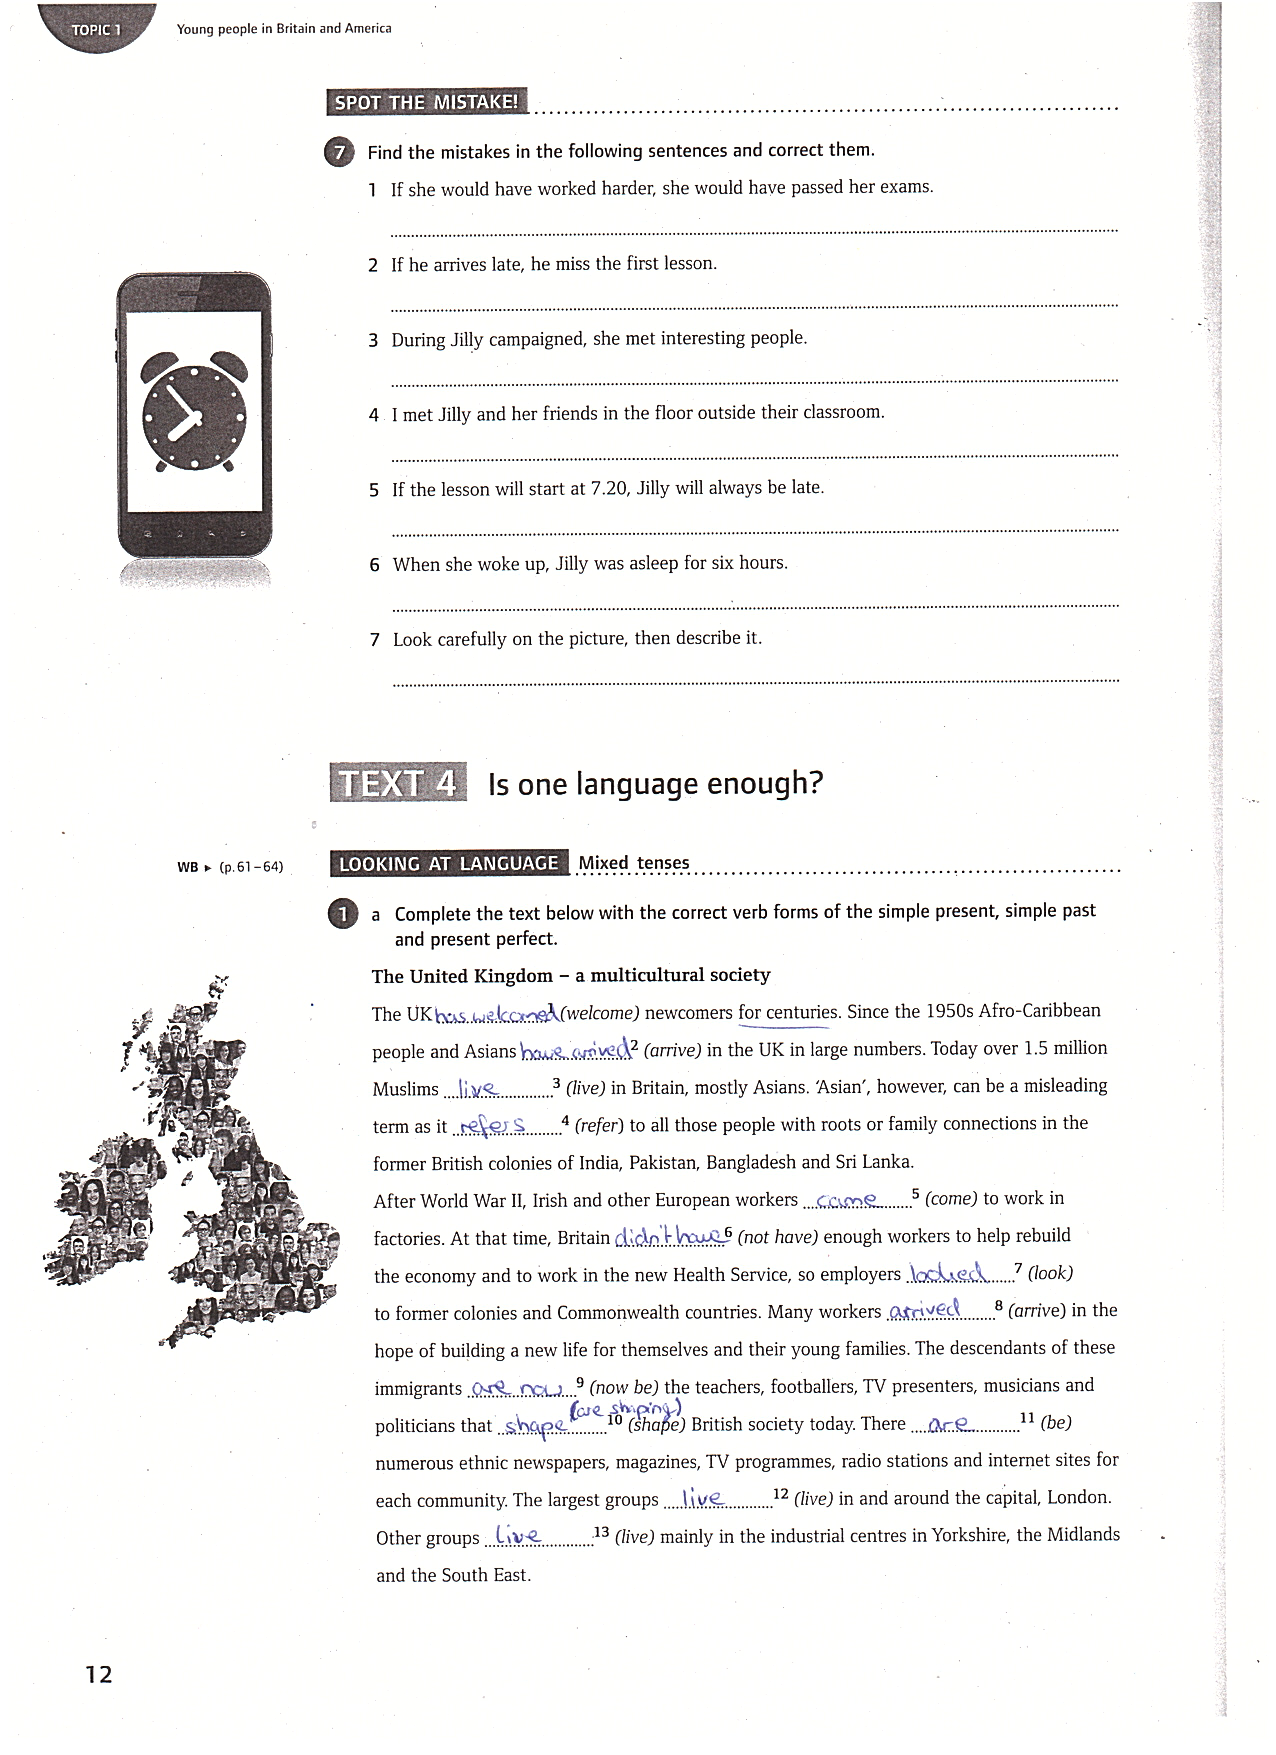 TOPIC 1
Young people in Britain and America
SPOT THE MISTAKE!
7 Find the mistakes in the following sentences and correct them.
1 If she would have worked harder, she would have passed her exams.
2 If he arrives late, he miss the first lesson.
3 During Jilly campaigned, she met interesting people.
4 I met Jilly and her friends in the floor outside their classroom.
5 If the lesson will start at 7.20, Jilly will always be late.
6 When she woke up, Jilly was asleep for six hours.
7 Look carefully on the picture, then describe it.
TEXT 4 Is one language enough?
WB ▸ (p.61–64)
LOOKING AT LANGUAGE Mixed tenses
1 a Complete the text below with the correct verb forms of the simple present, simple past
and present perfect.
The United Kingdom – a multicultural society
The UK has welcomed 1 (welcome) newcomers for centuries. Since the 1950s Afro-Caribbean
people and Asians have arrived 2 (arrive) in the UK in large numbers. Today over 1.5 million
Muslims live 3 (live) in Britain, mostly Asians. ‘Asian’, however, can be a misleading
term as it refers 4 (refer) to all those people with roots or family connections in the
former British colonies of India, Pakistan, Bangladesh and Sri Lanka.
After World War II, Irish and other European workers came 5 (come) to work in
factories. At that time, Britain didn't have 6 (not have) enough workers to help rebuild
the economy and to work in the new Health Service, so employers looked 7 (look)
to former colonies and Commonwealth countries. Many workers arrived 8 (arrive) in the
hope of building a new life for themselves and their young families. The descendants of these
immigrants are now 9 (now be) the teachers, footballers, TV presenters, musicians and
(are shaping)
politicians that shape 10 (shape) British society today. There are 11 (be)
numerous ethnic newspapers, magazines, TV programmes, radio stations and internet sites for
each community. The largest groups live 12 (live) in and around the capital, London.
Other groups live 13 (live) mainly in the industrial centres in Yorkshire, the Midlands
and the South East.
12